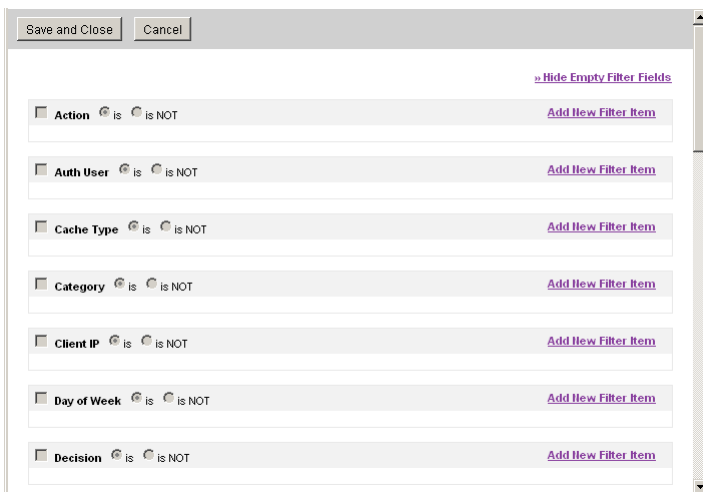 Save and Close Cancel
» Hide Empty Filter Fields
Action is is NOT Add New Filter Item
Auth User is is NOT Add New Filter Item
Cache Type is is NOT Add New Filter Item
Category is is NOT Add New Filter Item
Client IP is is NOT Add New Filter Item
Day of Week is is NOT Add New Filter Item
Decision is is NOT Add New Filter Item